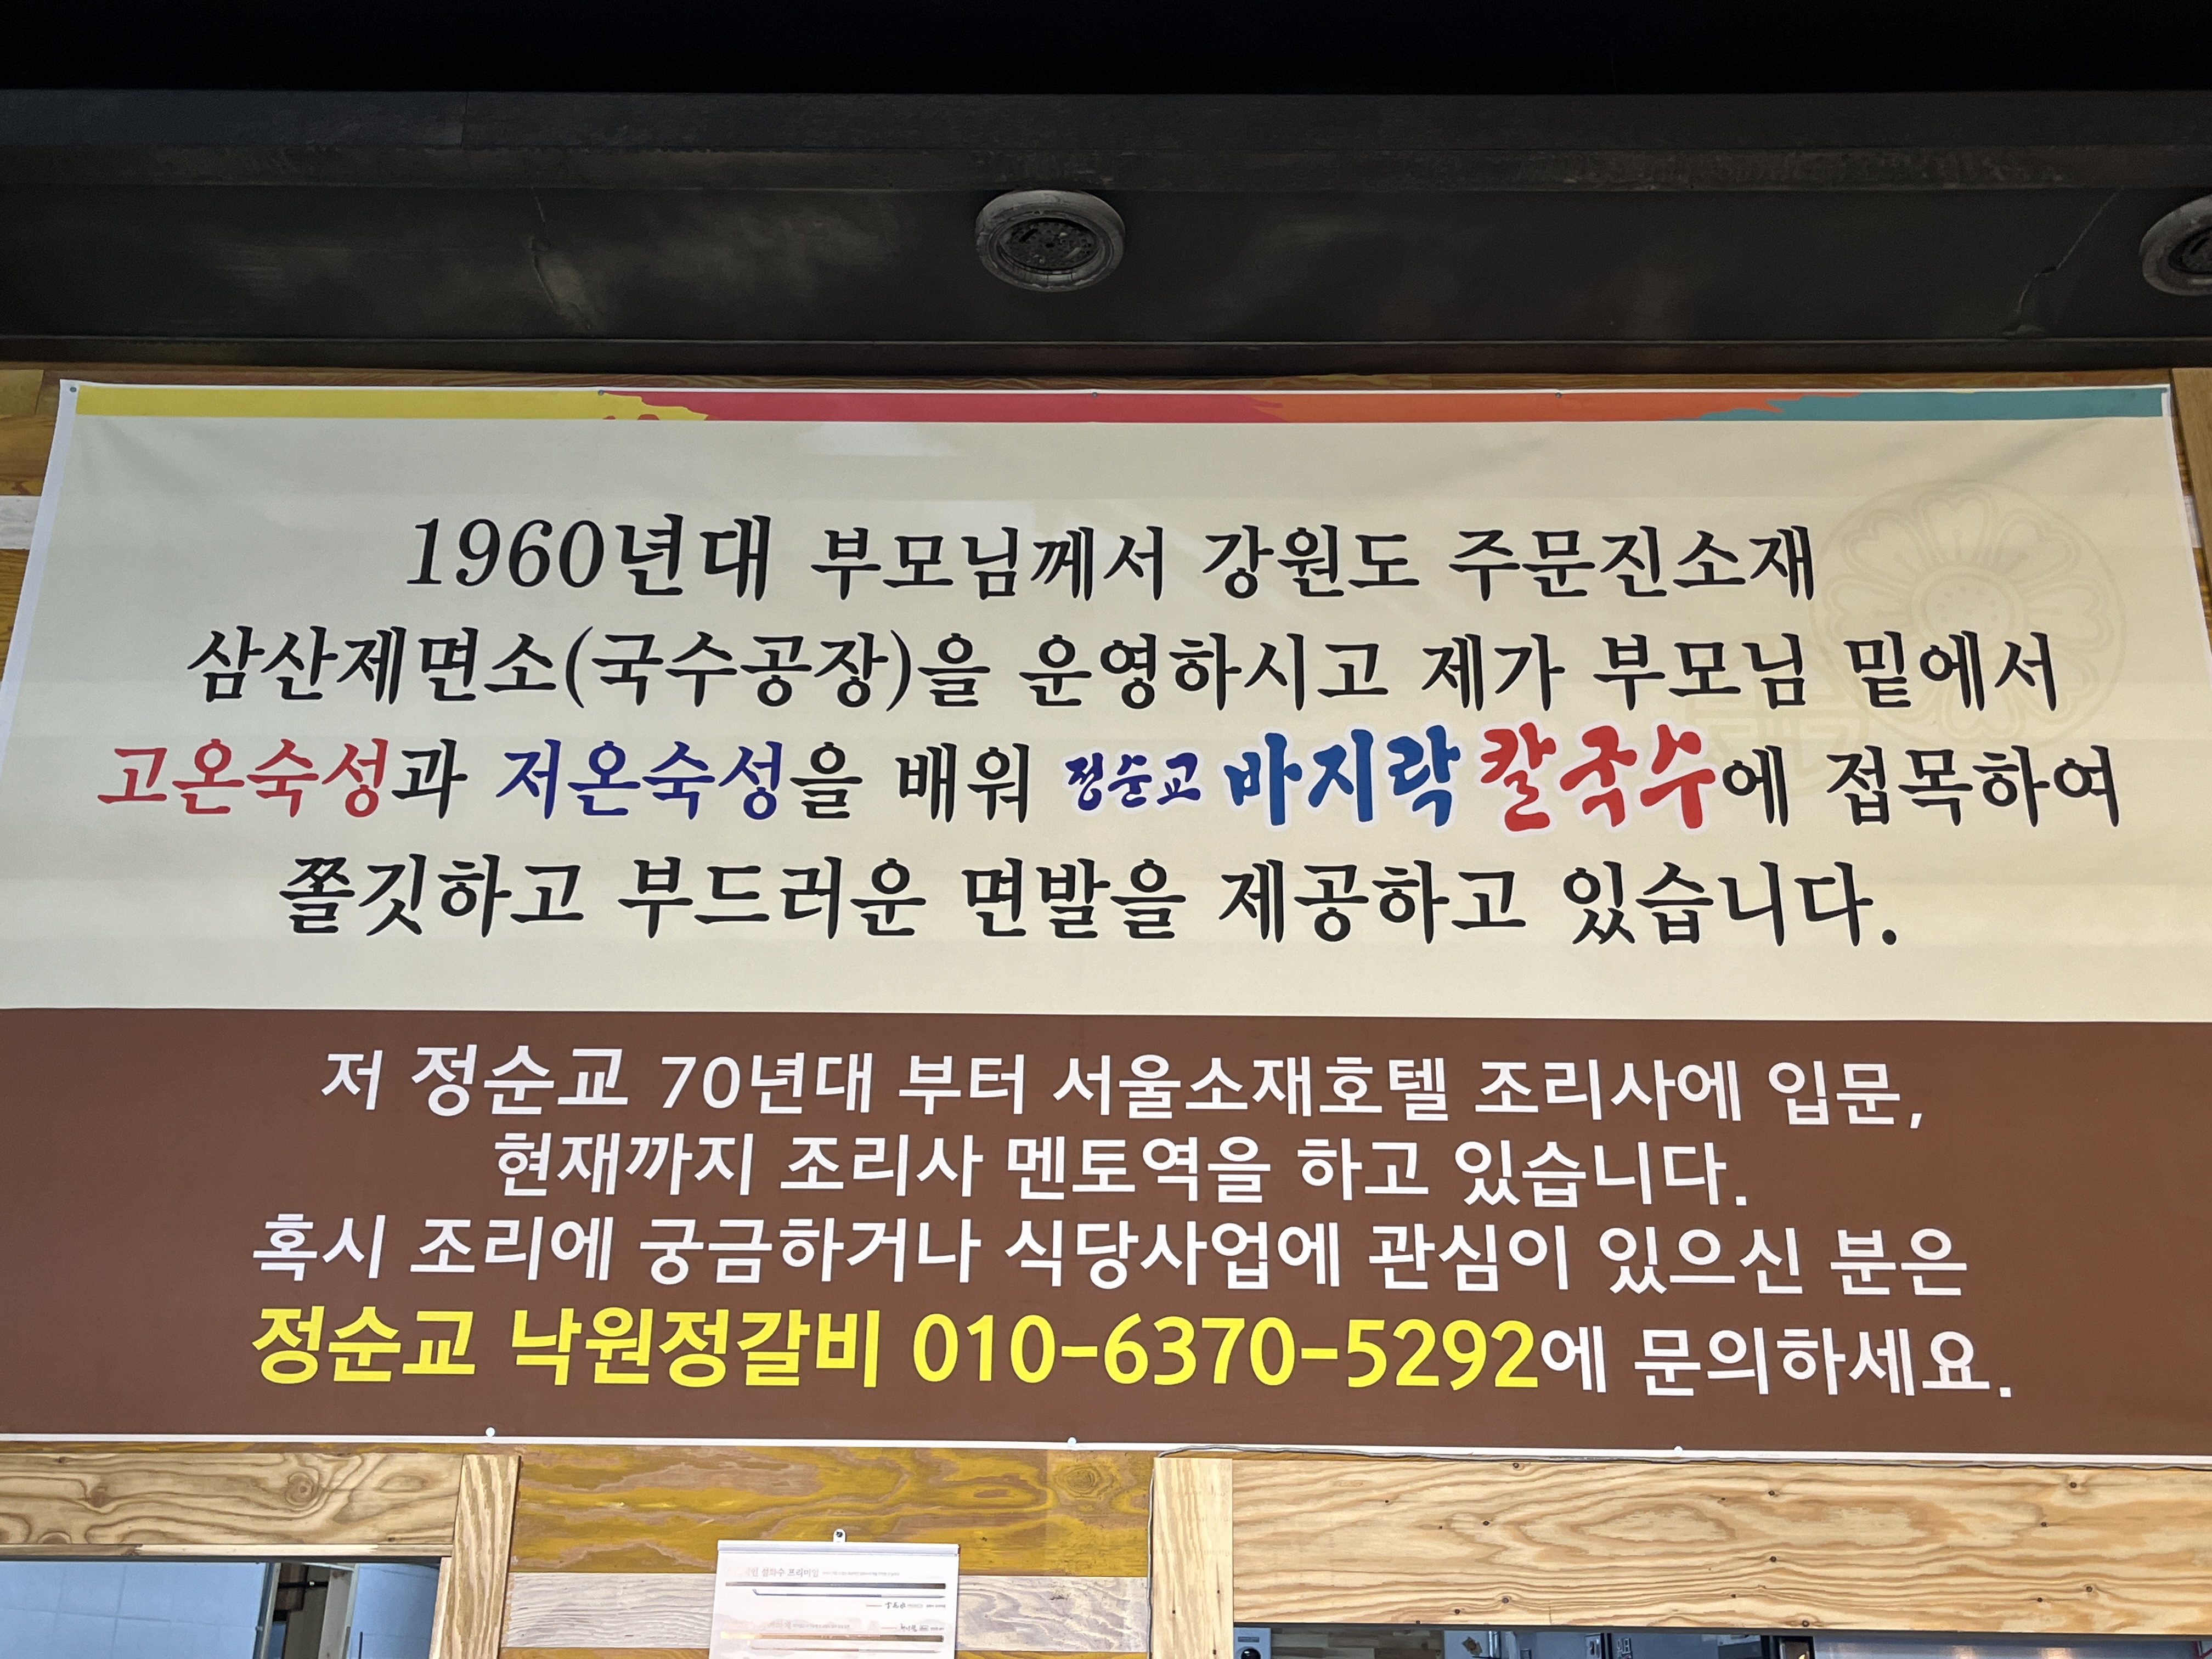 1960년대 부모님께서 강원도 주문진소재
삼산제면소(국수공장)을 운영하시고 제가 부모님 밑에서
고온숙성과 저온숙성을 배워 정순교 바지락 칼국수에 접목하여
쫄깃하고 부드러운 면발을 제공하고 있습니다.
저 정순교 70년대 부터 서울소재호텔 조리사에 입문,
현재까지 조리사 멘토역을 하고 있습니다.
혹시 조리에 궁금하거나 식당사업에 관심이 있으신 분은
정순교 낙원정갈비 010-6370-5292에 문의하세요.
프리미엄